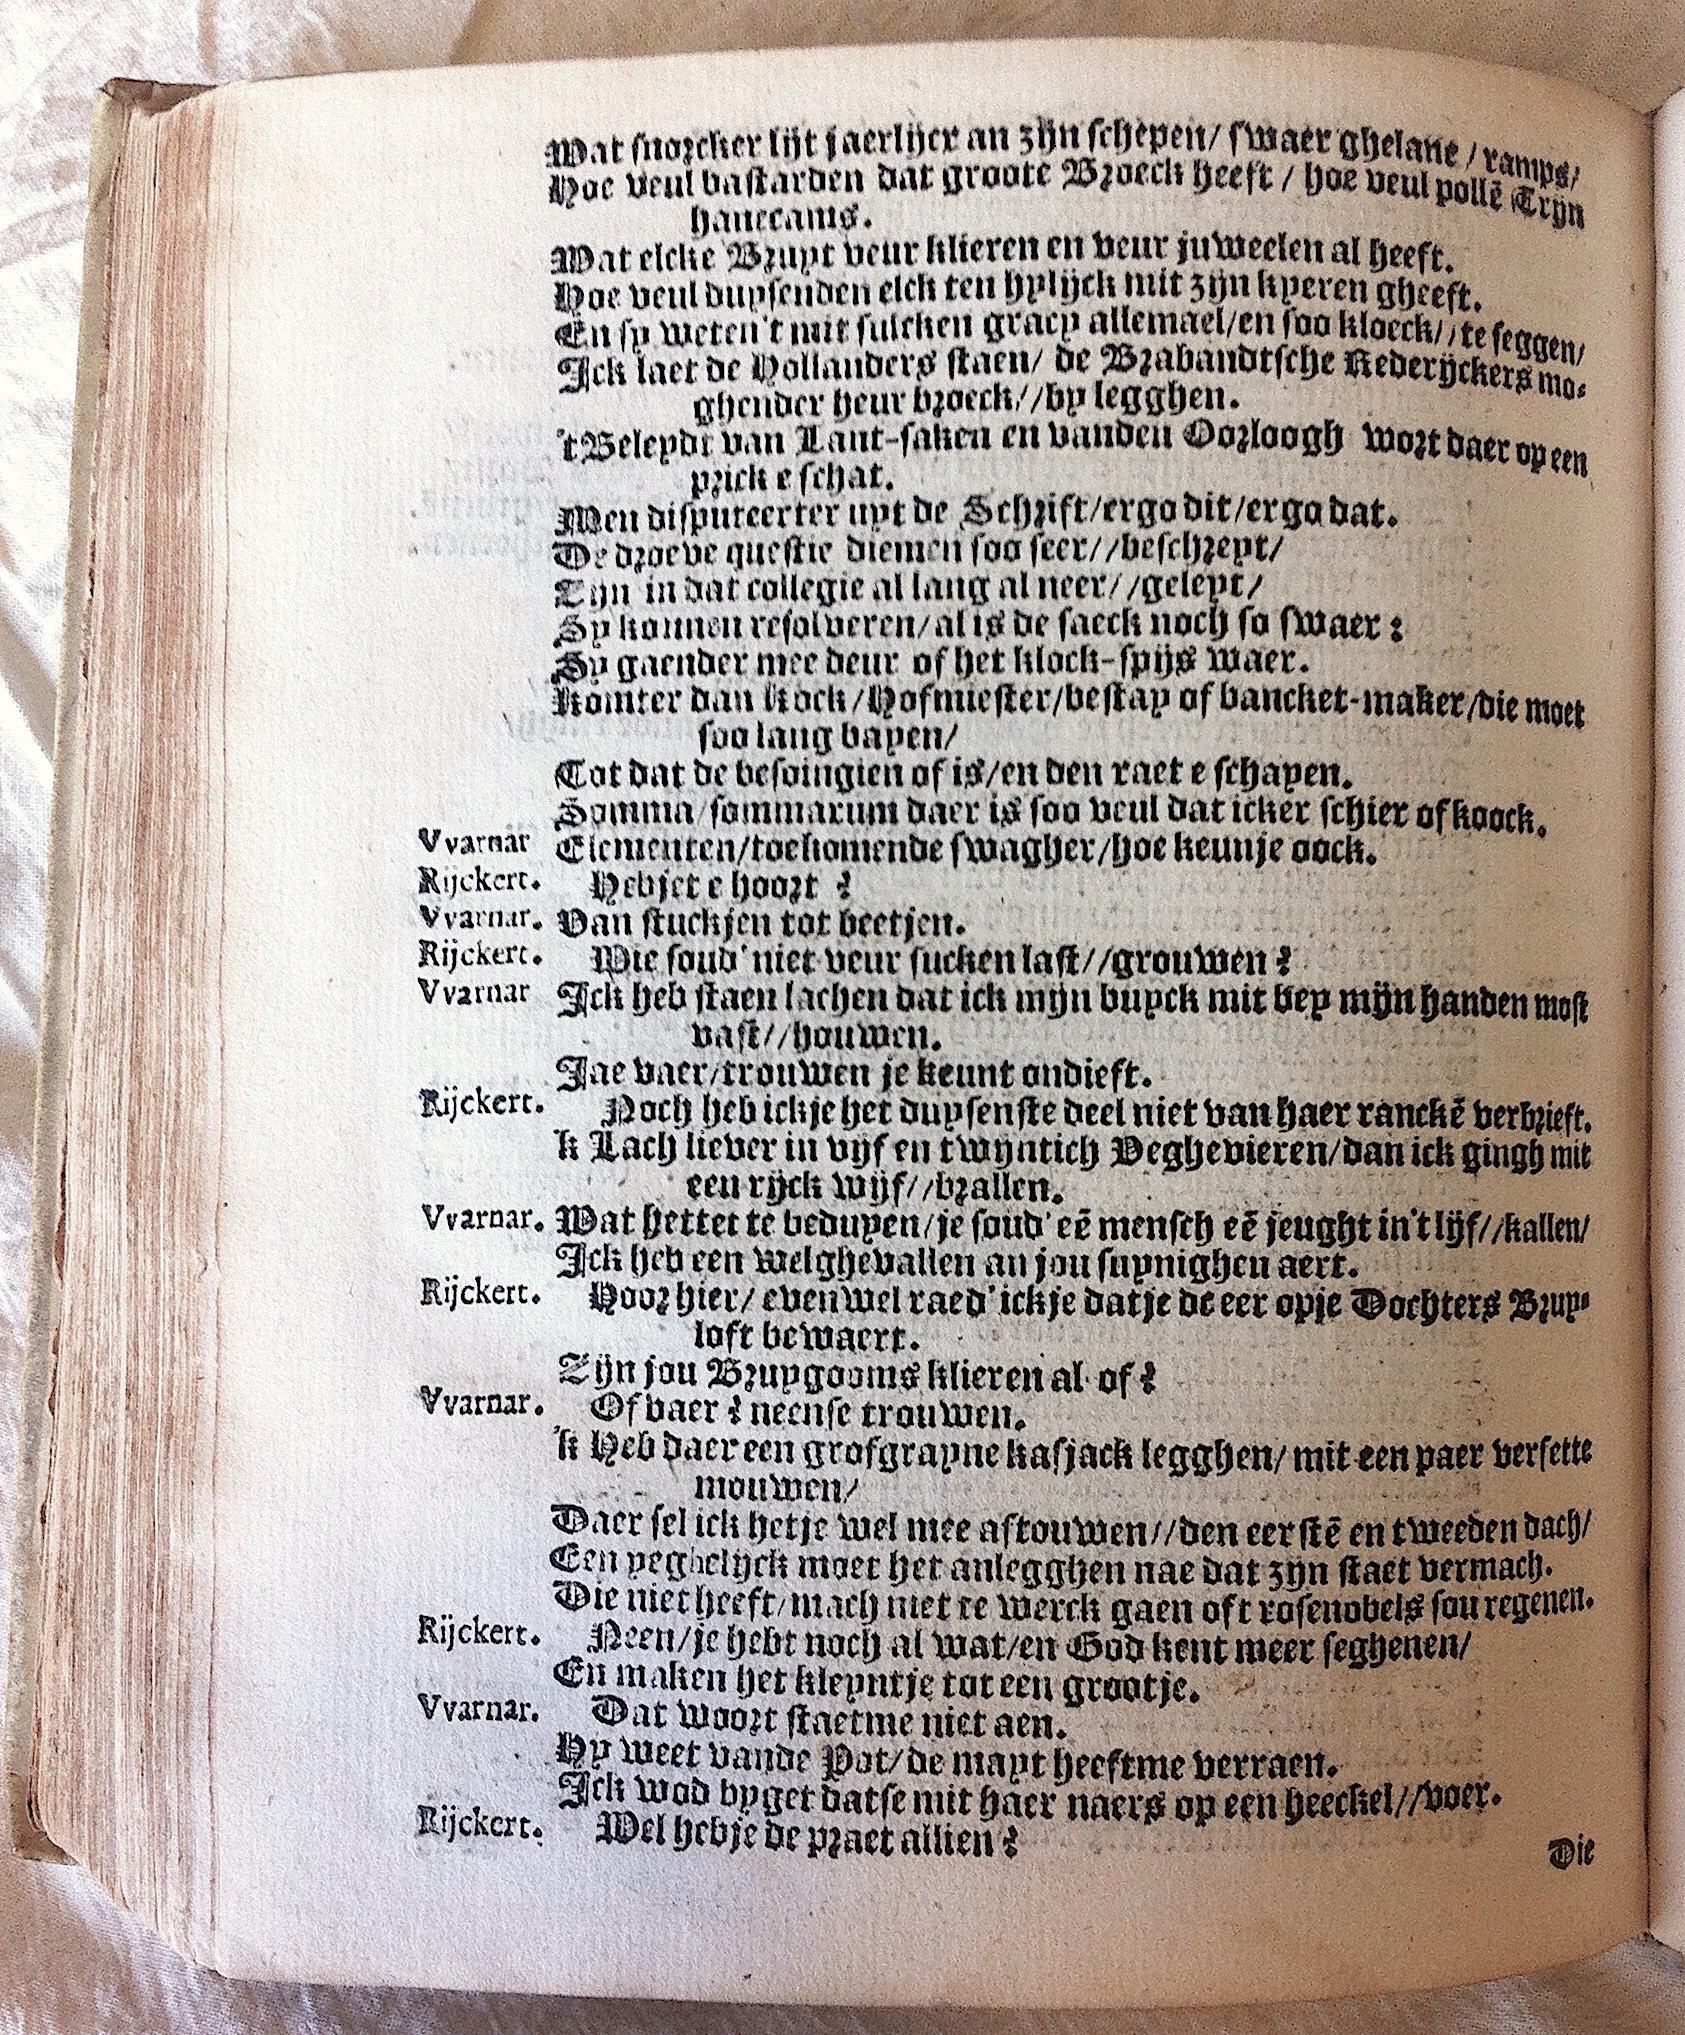 Wat snorcker lijt jaerlijcx an zijn schepen/ swaer ghelane / ramps/
Hoe veul bastarden dat groote Broeck heeft / hoe veul pollẽ Trijn
hanecams.
Wat elcke Bruyt veur klieren en veur juweelen al heeft.
Hoe veul duysenden elck ten hylijck mit zijn kyeren gheeft.
En sy weten 't mit sulcken gracy allemael/en soo kloeck//te seggen/
Ick laet de Hollanders staen/ de Brabandtsche Rederijckers mo-
ghender heur broeck//by legghen.
't Beleydt van Lant-saken en vanden Oorloogh wort daer op een
prick e schat.
Men disputeerter uyt de Schrift/ergo dit/ergo dat.
De droeve questie diemen soo seer//beschreyt/
Zijn in dat collegie al lang al neer//geleyt/
Sy konnen resolveren/al is de saeck noch so swaer:
Sy gaender mee deur of het klock-spijs waer.
Komter dan Kock/Hofmiester/bestay of bancket-maker/die moet
soo lang bayen/
Tot dat de besoingien of is/en den raet e schayen.
Somma/sommarum daer is soo veul dat icker schier of koock.
Vvarnar Elementen/toekomende swagher/hoe keunje oock.
Rijckert. Hebjet e hoort ?
Vvarnar. Van stuckjen tot beetjen.
Rijckert. Wie soud' niet veur sucken last//grouwen ?
Vvarnar Ick heb staen lachen dat ick mijn buyck mit bey mijn handen most
vast//houwen.
Jae vaer/trouwen je keunt ondieft.
Rijckert. Noch heb ickje het duysenste deel niet van haer ranckẽ verbrieft.
'k Lach liever in vijf en twijntich Veghevieren/dan ick gingh mit
een rijck wijf//brallen.
Vvarnar. Wat hettet te beduyen/je soud' eẽ mensch eẽ jeught in't lijf//kallen/
Ick heb een welghevallen an jou suynighen aert.
Rijckert. Hoor hier/ evenwel raed' ickje datje de eer opje Dochters Bruy-
loft bewaert.
Zijn jou Bruygooms klieren al of ?
Vvarnar. Of vaer ? neense trouwen.
'k Heb daer een grofgrayne kasjack legghen/ mit een paer versette
mouwen/
Daer sel ick hetje wel mee aftouwen//den eerstẽ en tweeden dach/
Een yeghelijck moet het anlegghen nae dat zijn staet vermach.
Die niet heeft/mach niet te werck gaen oft rosenobels sou regenen.
Rijckert. Neen/je hebt noch al wat/en God kent meer seghenen/
En maken het kleyntje tot een grootje.
Vvarnar. Dat woort staetme niet aen.
Hy weet vande Pot/de mayt heeftme verraen.
Ick wod byget datse mit haer naers op een heeckel//voer.
Rijckert. Wel hebje de praet allien ?
Die